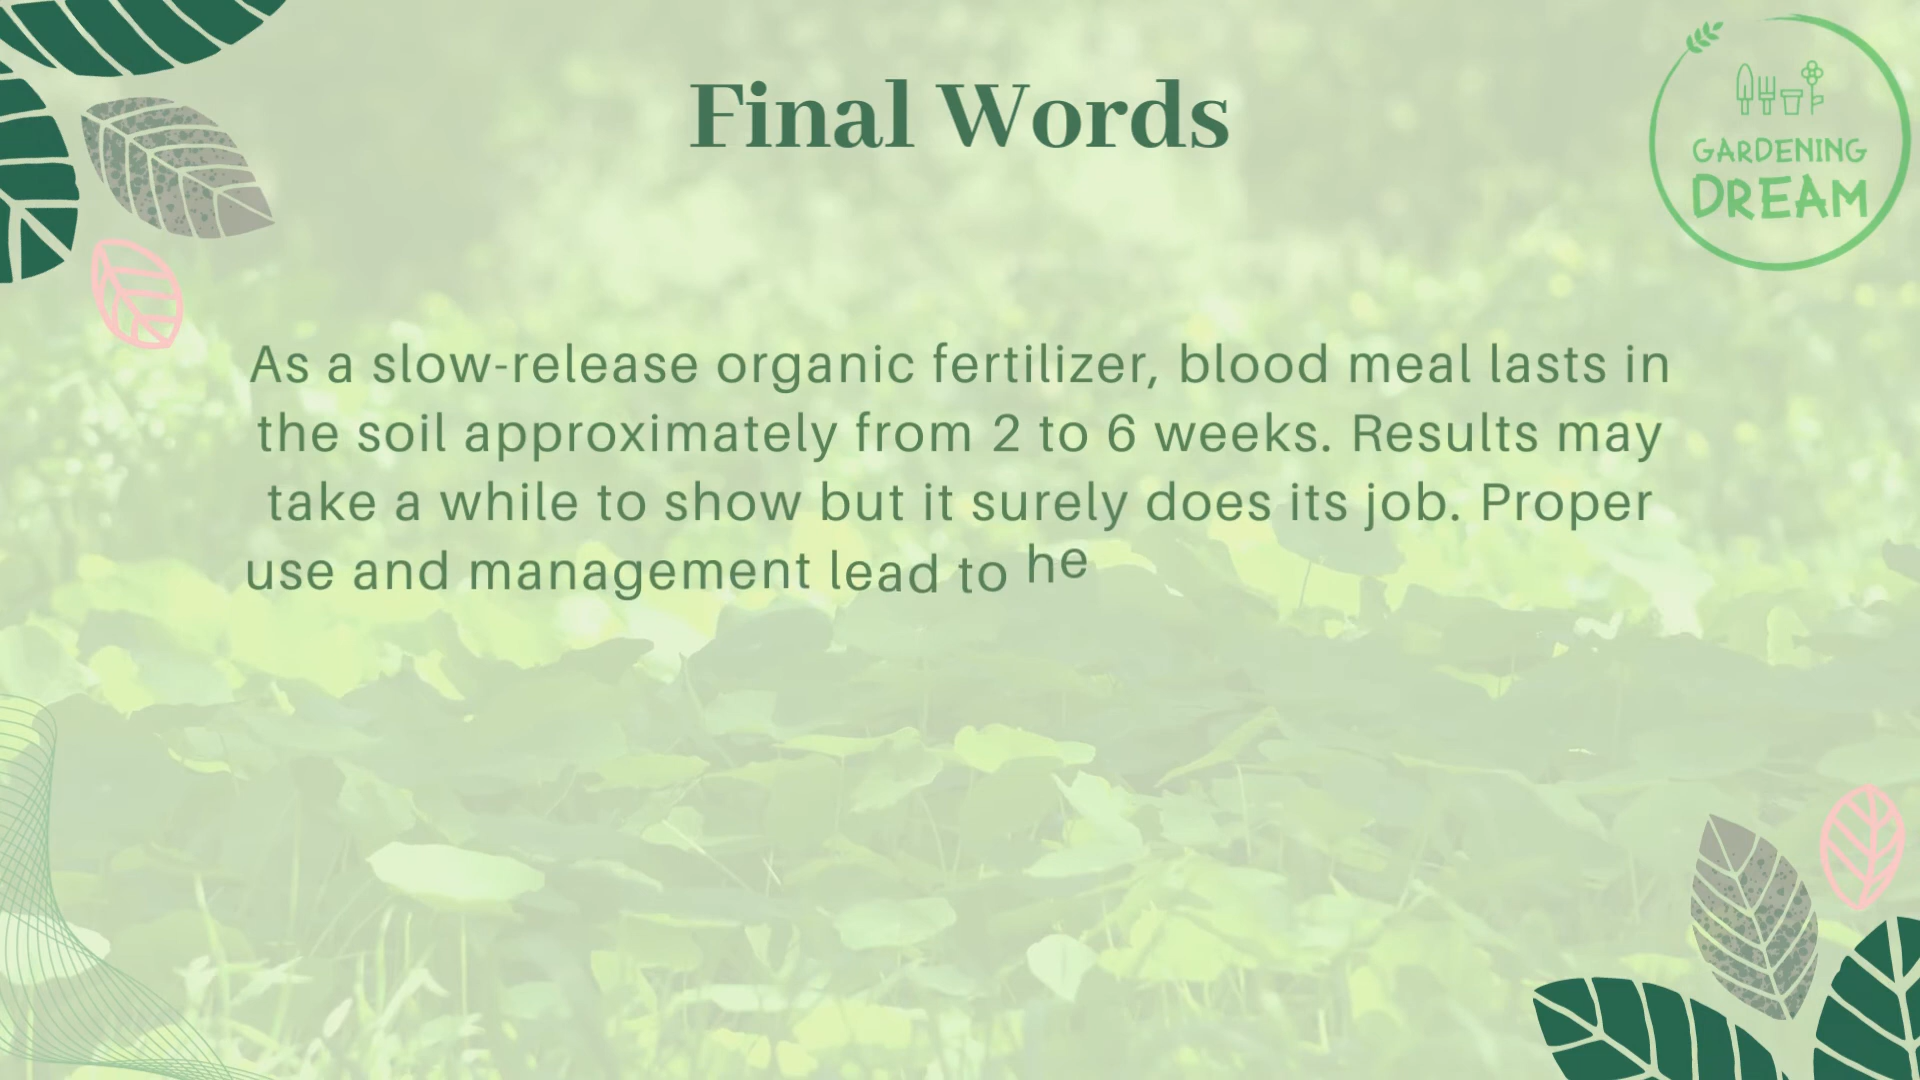 Final Words
GARDENING
DREAM
As a slow-release organic fertilizer, blood meal lasts in
the soil approximately from 2 to 6 weeks. Results may
take a while to show but it surely does its job. Proper
use and management lead to he